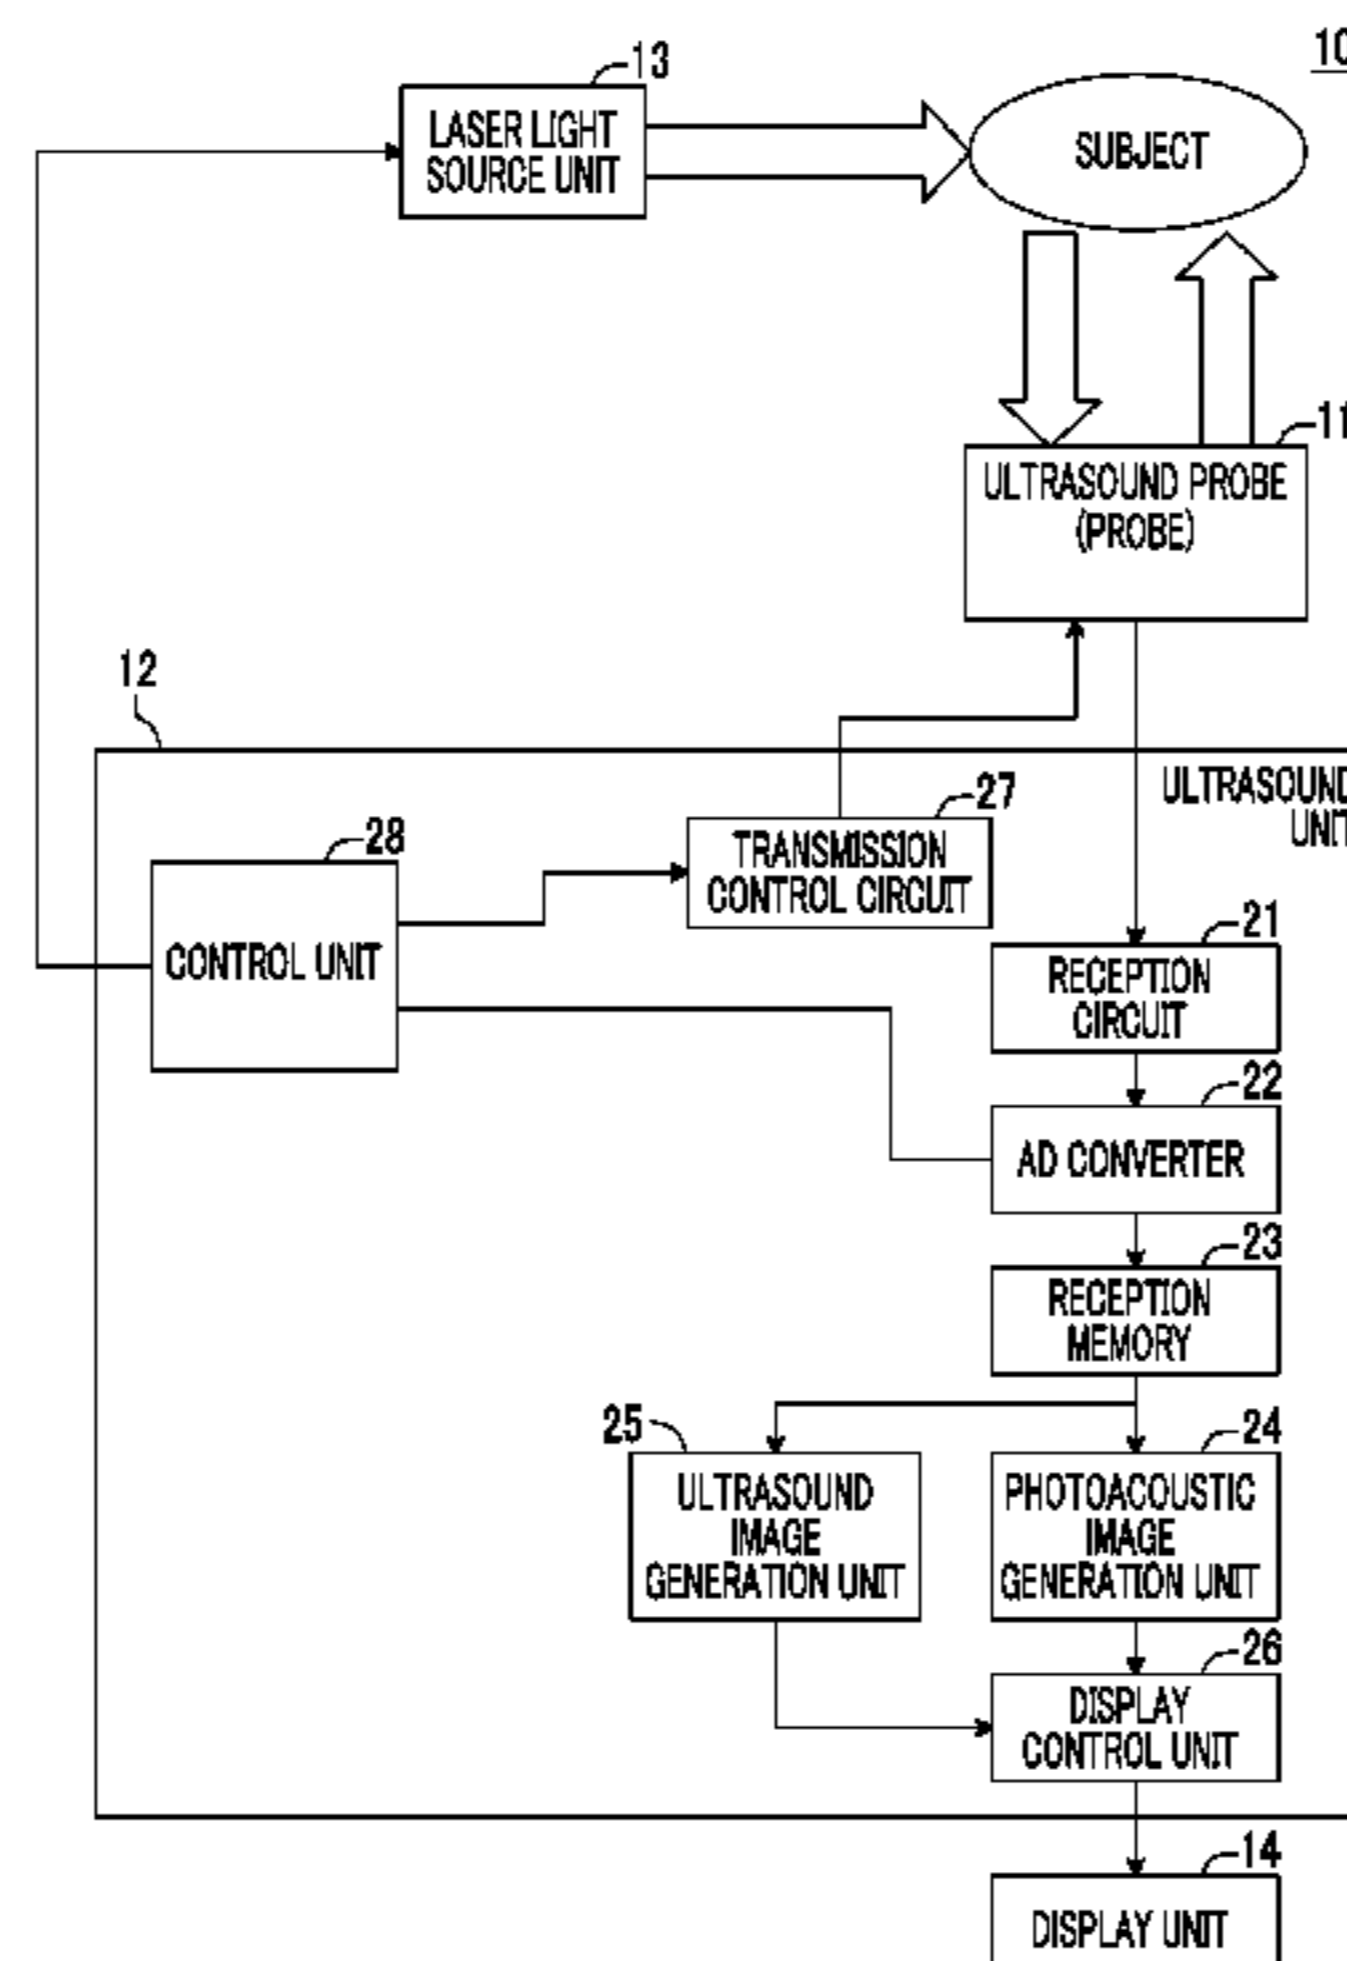 10
13
LASER LIGHT
SOURCE UNIT
SUBJECT
11
ULTRASOUND PROBE
(PROBE)
12
ULTRASOUND
UNIT
27
TRANSMISSION
CONTROL CIRCUIT
28
CONTROL UNIT
21
RECEPTION
CIRCUIT
22
AD CONVERTER
23
RECEPTION
MEMORY
25
ULTRASOUND
IMAGE
GENERATION UNIT
24
PHOTOACOUSTIC
IMAGE
GENERATION UNIT
26
DISPLAY
CONTROL UNIT
14
DISPLAY UNIT